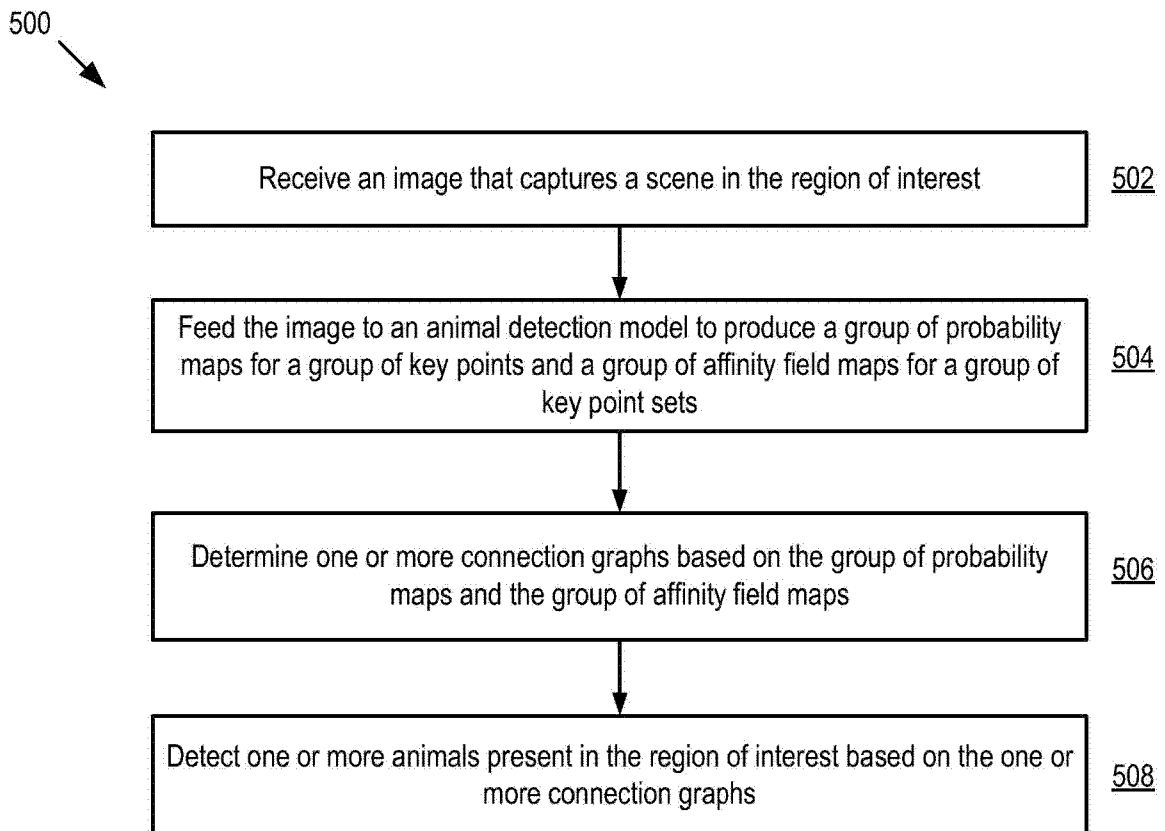 500
Receive an image that captures a scene in the region of interest
502
Feed the image to an animal detection model to produce a group of probability
maps for a group of key points and a group of affinity field maps for a group of
key point sets
504
Determine one or more connection graphs based on the group of probability
maps and the group of affinity field maps
506
Detect one or more animals present in the region of interest based on the one or
more connection graphs
508